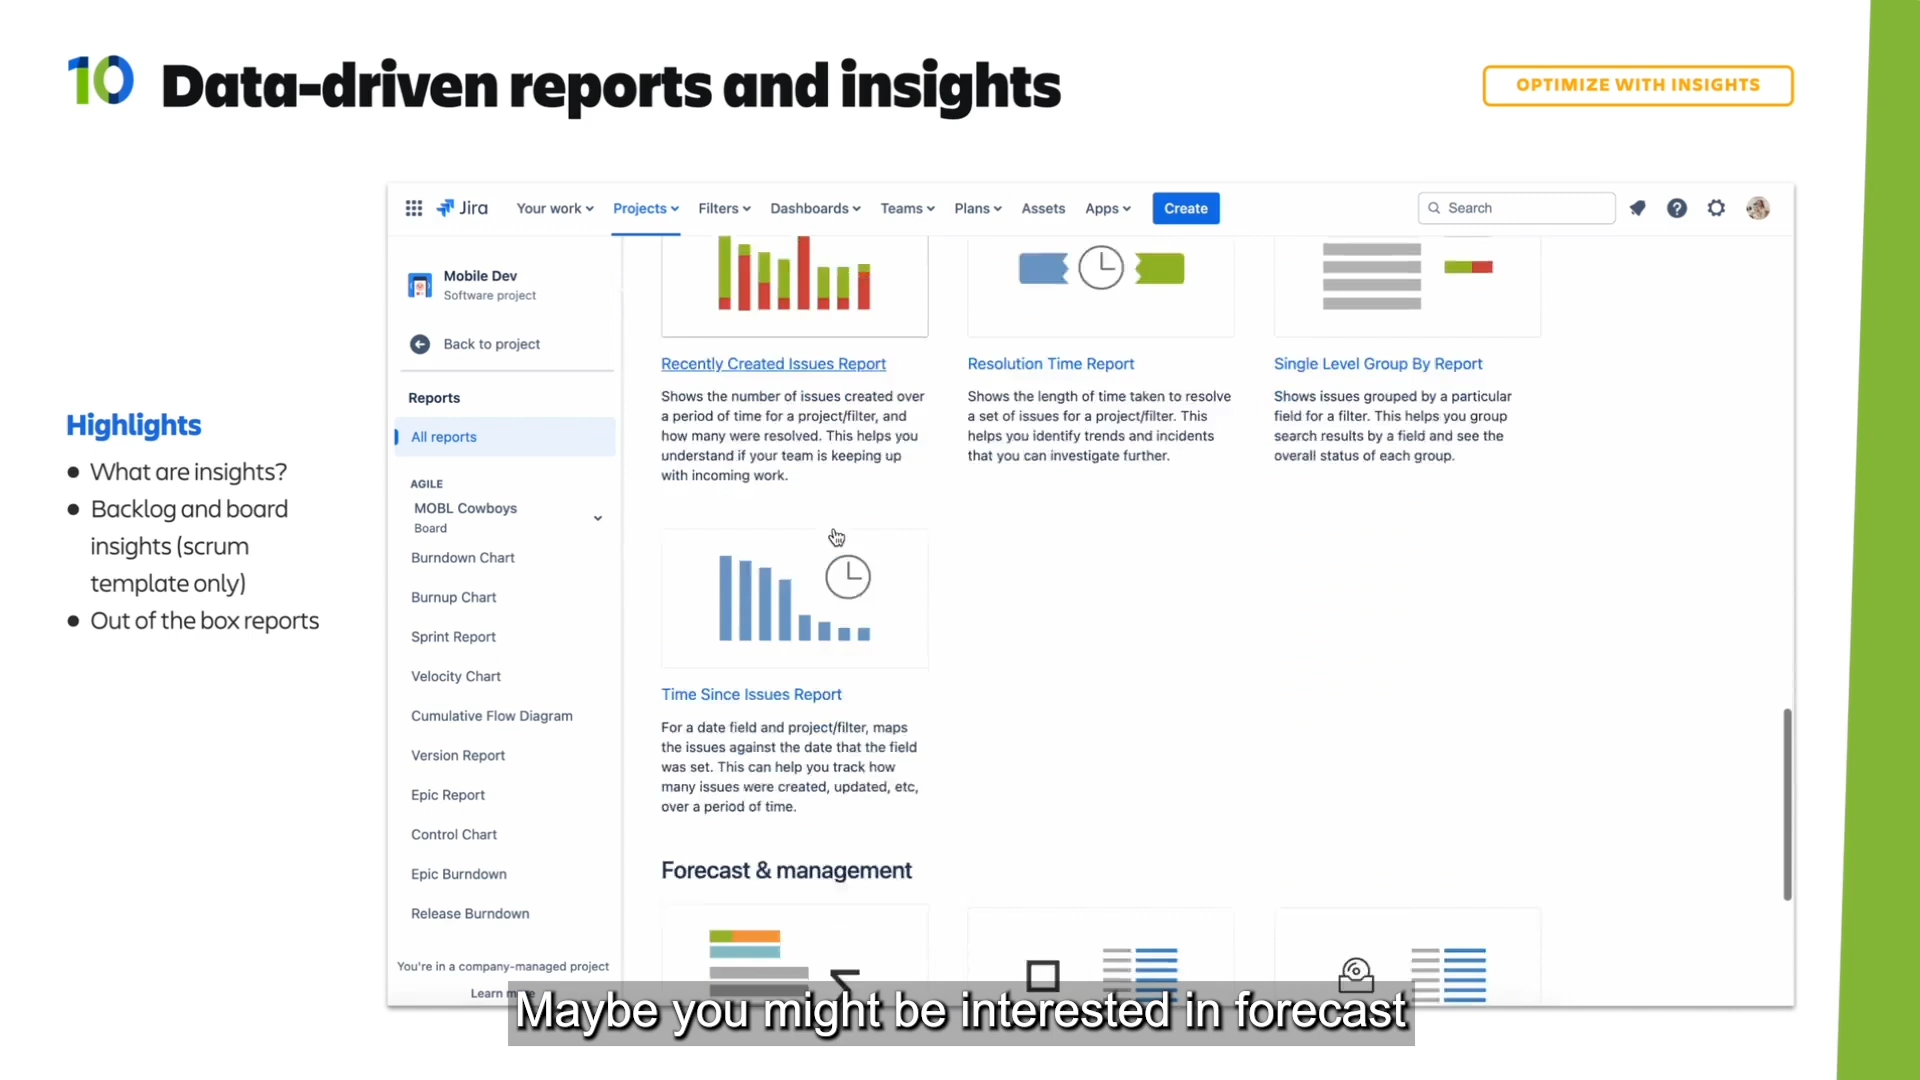 10 Data-driven reports and insights
OPTIMIZE WITH INSIGHTS
Jira
Your work
Projects
Filters
Dashboards
Teams
Plans
Assets
Apps
Create
Search
Mobile Dev
Software project
Back to project
Reports
All reports
AGILE
MOBL Cowboys
Board
Burndown Chart
Burnup Chart
Sprint Report
Velocity Chart
Cumulative Flow Diagram
Version Report
Epic Report
Control Chart
Epic Burndown
Release Burndown
You're in a company-managed project
Learn
Highlights
• What are insights?
• Backlog and board
insights (scrum
template only)
• Out of the box reports
Recently Created Issues Report
Shows the number of issues created over
a period of time for a project/filter, and
how many were resolved. This helps you
understand if your team is keeping up
with incoming work.
Resolution Time Report
Shows the length of time taken to resolve
a set of issues for a project/filter. This
helps you identify trends and incidents
that you can investigate further.
Single Level Group By Report
Shows issues grouped by a particular
field for a filter. This helps you group
search results by a field and see the
overall status of each group.
Time Since Issues Report
For a date field and project/filter, maps
the issues against the date that the field
was set. This can help you track how
many issues were created, updated, etc,
over a period of time.
Forecast & management
Maybe you might be interested in forecast